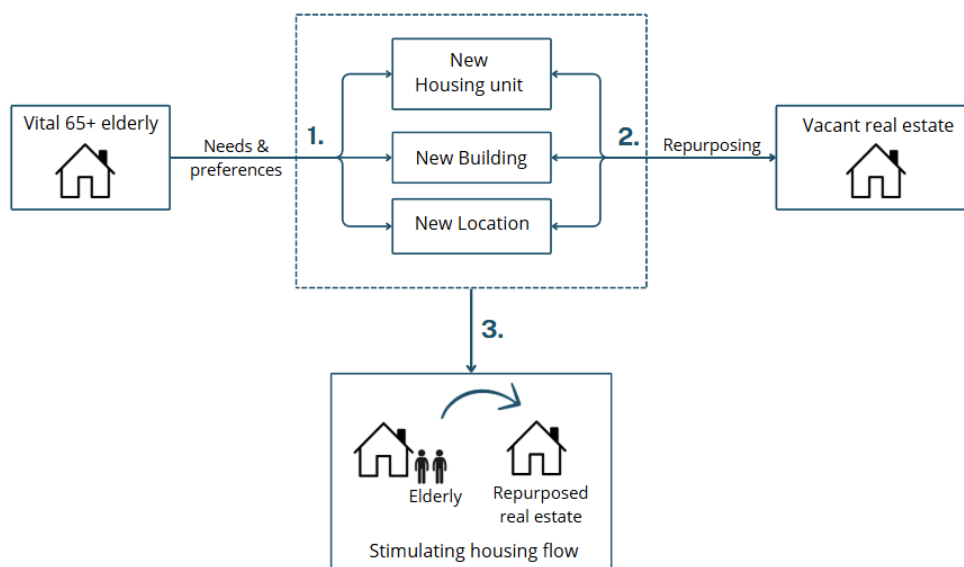 Vital 65+ elderly
Needs &
preferences
1.
New
Housing unit
New Building
New Location
2.
Repurposing
Vacant real estate
3.
Elderly
Repurposed
real estate
Stimulating housing flow